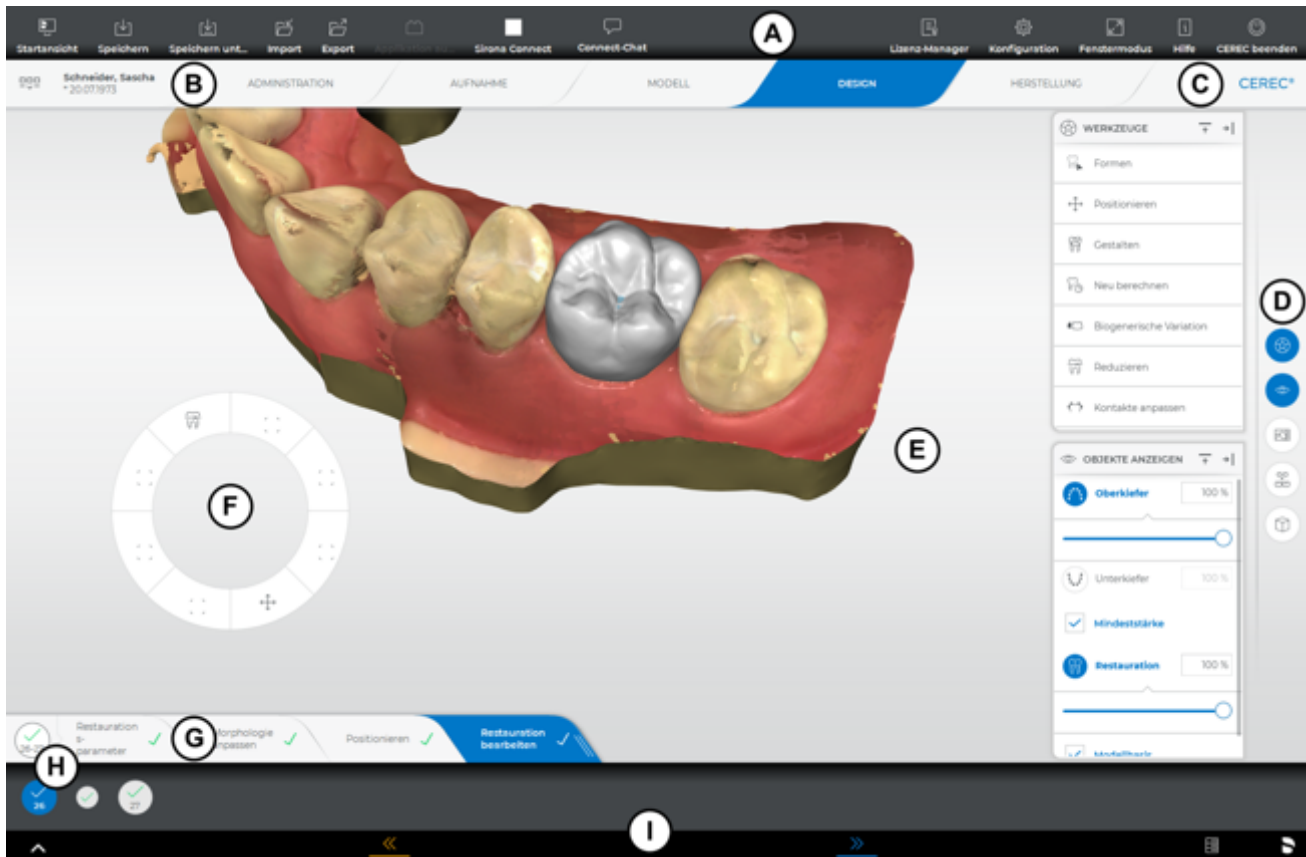 A
Startansicht Speichern Speichern unt... Import Export Sirona Connect Connect-Chat Lizenz-Manager Konfiguration Fenstermodus Hilfe CEREC beenden
Schneider, Sascha
* 20.07.1973
B
ADMINISTRATION AUFNAHME MODELL DESIGN HERSTELLUNG
C
CEREC®
WERKZEUGE
Formen
Positionieren
Gestalten
Neu berechnen
Biogenerische Variation
Reduzieren
Kontakte anpassen
D
E
F
OBJEKTE ANZEIGEN
Oberkiefer 100 %
Unterkiefer 100 %
Mindeststärke
Restauration 100 %
G
Restauration
s-
parameter
Positionieren
Restauration
bearbeiten
H
26
27
I